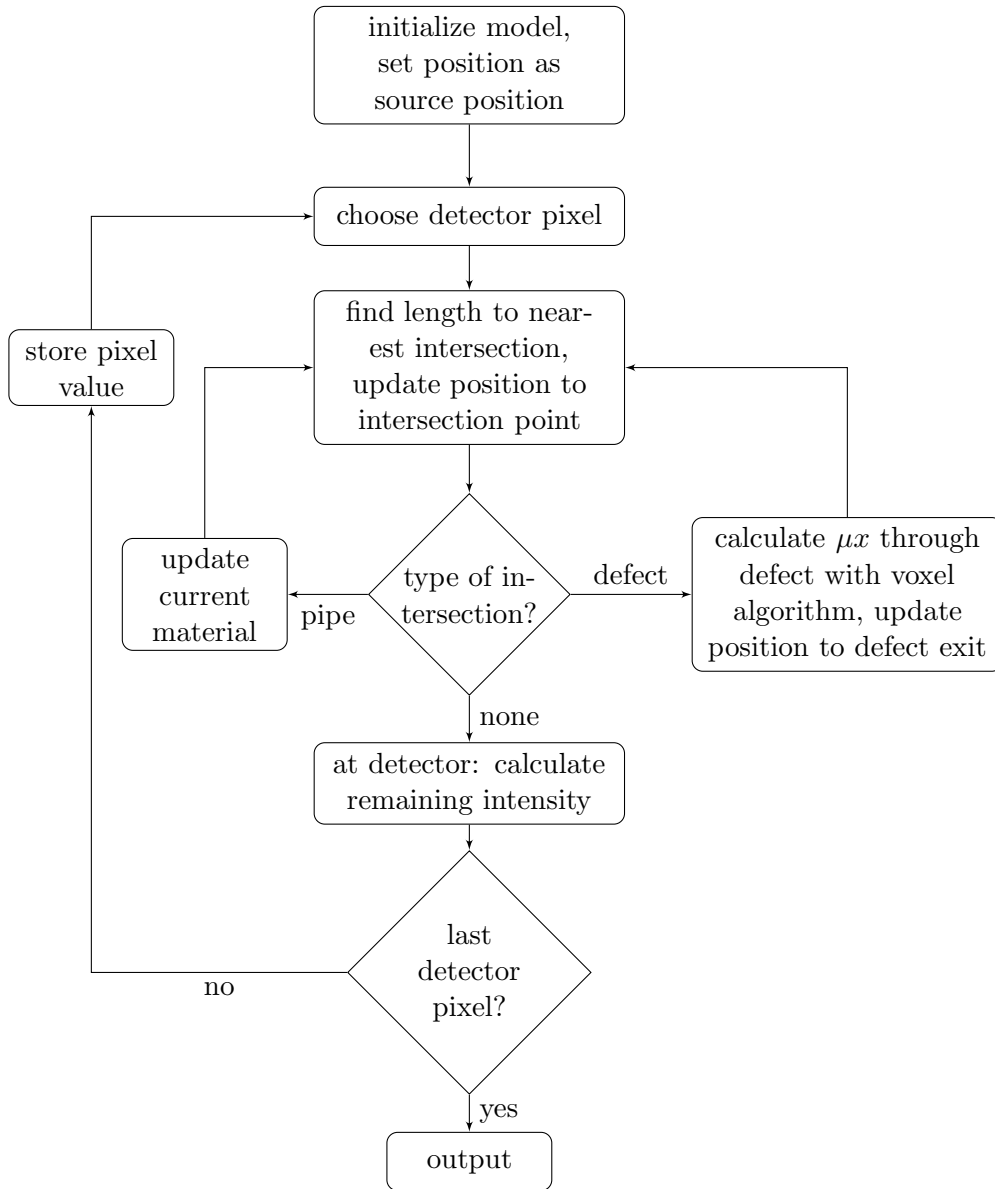 initialize model,
set position as
source position
choose detector pixel
find length to near-
est intersection,
update position to
intersection point
store pixel
value
type of in-
tersection?
pipe
update
current
material
defect
calculate μx through
defect with voxel
algorithm, update
position to defect exit
none
at detector: calculate
remaining intensity
last
detector
pixel?
no
yes
output